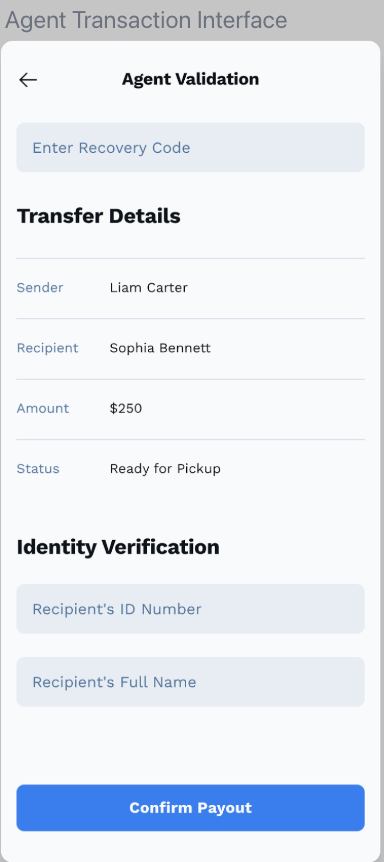 Agent Transaction Interface
Agent Validation
Enter Recovery Code
Transfer Details
Sender Liam Carter
Recipient Sophia Bennett
Amount $250
Status Ready for Pickup
Identity Verification
Recipient's ID Number
Recipient's Full Name
Confirm Payout